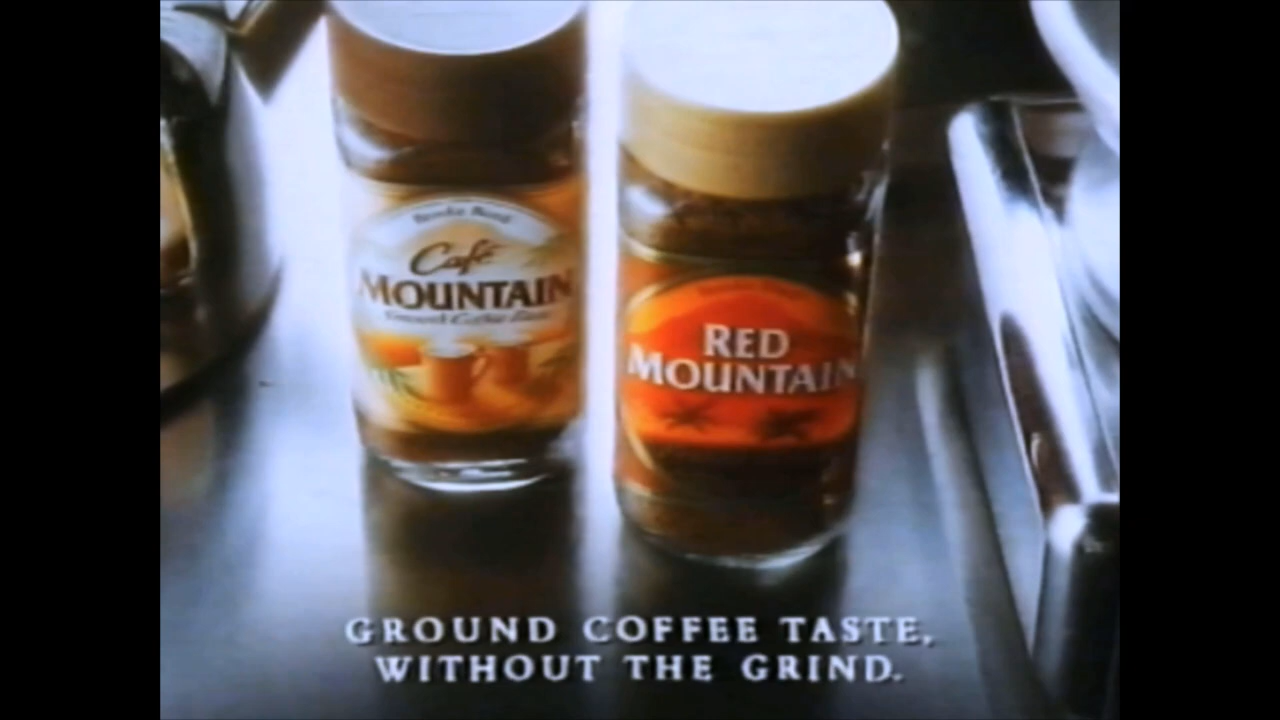 Café
MOUNTAIN
RED
MOUNTAIN
GROUND COFFEE TASTE,
WITHOUT THE GRIND.